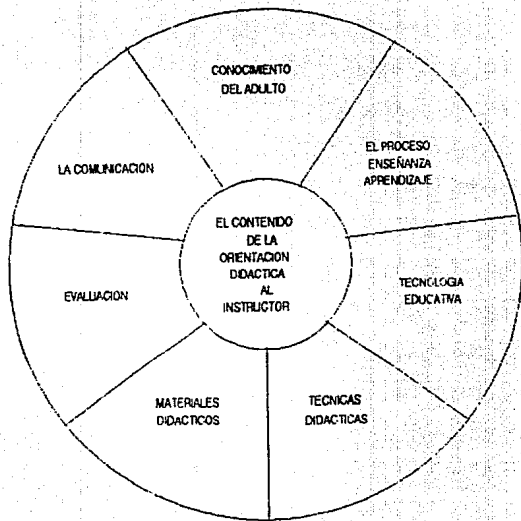 CONOCIMIENTO
DEL ADULTO
EL PROCESO
ENSEÑANZA
APRENDIZAJE
TECNOLOGIA
EDUCATIVA
TECNICAS
DIDACTICAS
MATERIALES
DIDACTICOS
EVALUACION
LA COMUNICACION
EL CONTENIDO
DE LA
ORIENTACION
DIDACTICA
AL
INSTRUCTOR